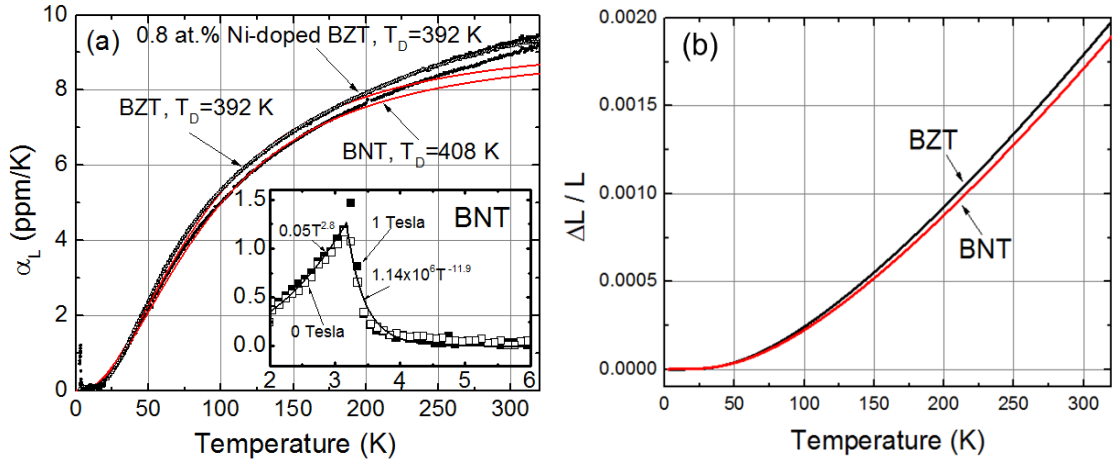 (a)
0.8 at.% Ni-doped BZT, T_D=392 K
BZT, T_D=392 K
BNT, T_D=408 K
α_L (ppm/K)
10
8
6
4
2
0
0
50
100
150
200
250
300
Temperature (K)
BNT
1.5
1.0
0.5
0.0
0.05T^2.8
1 Tesla
1.14x10^6T^-11.9
0 Tesla
2
3
4
5
6
(b)
ΔL / L
0.0020
0.0015
0.0010
0.0005
0.0000
BZT
BNT
0
50
100
150
200
250
300
Temperature (K)